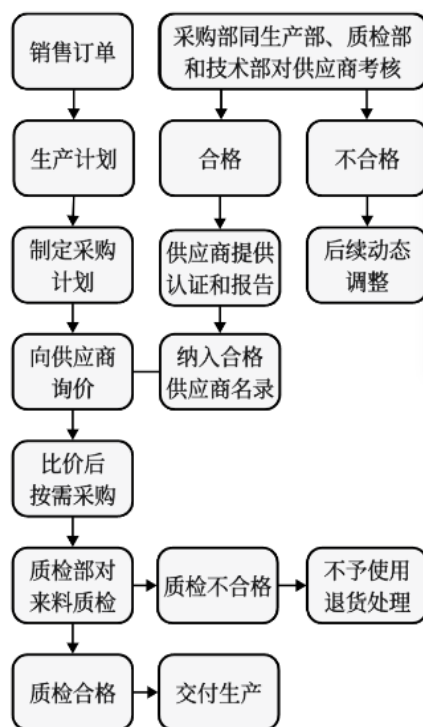 销售订单
采购部同生产部、质检部
和技术部对供应商考核
生产计划
合格
不合格
制定采购
计划
供应商提供
认证和报告
后续动态
调整
向供应商
询价
纳入合格
供应商名录
比价后
按需采购
质检部对
来料质检
质检不合格
不予使用
退货处理
质检合格
交付生产